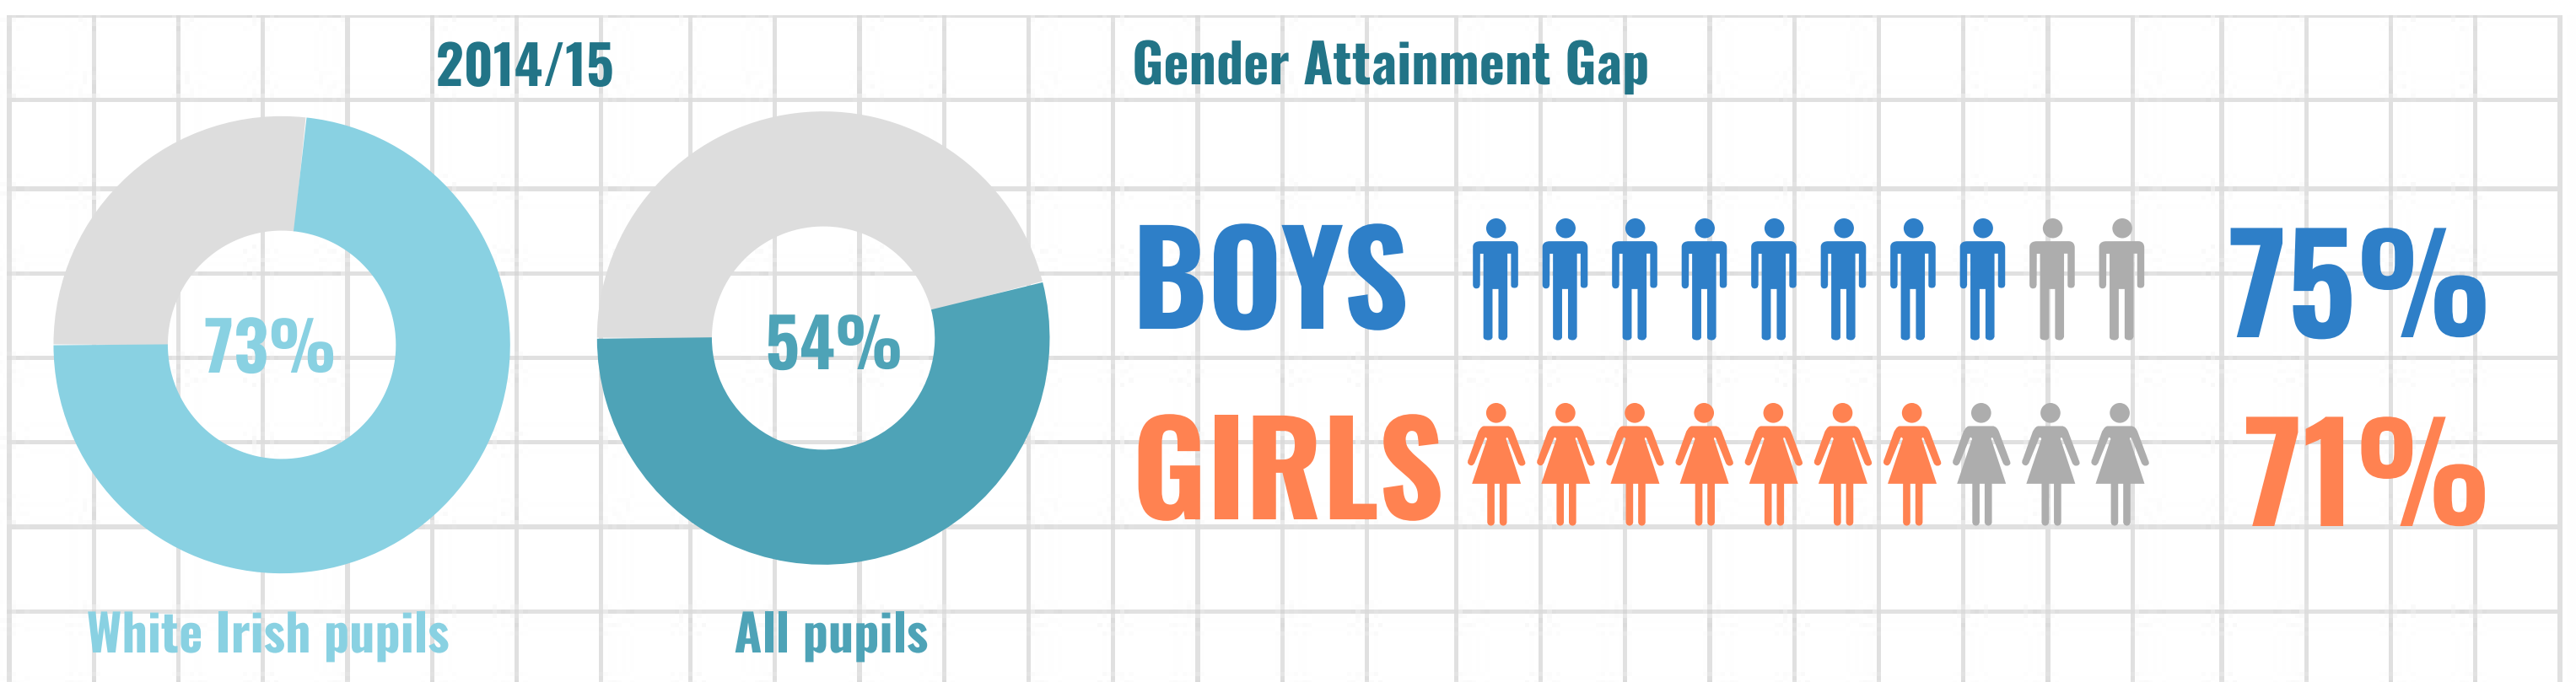 2014/15
73%
White Irish pupils
54%
All pupils
Gender Attainment Gap
BOYS 75%
GIRLS 71%